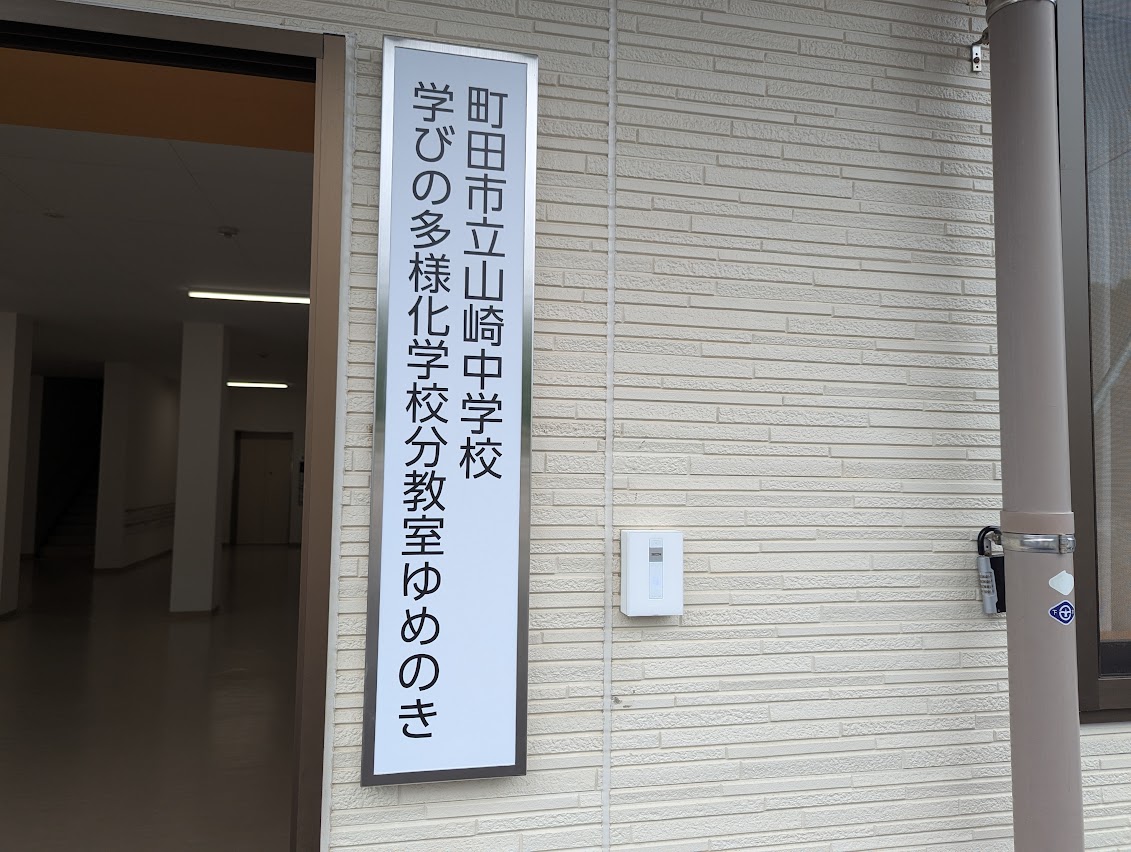 町田市立山崎中学校
学びの多様化学校分教室ゆめのき
下